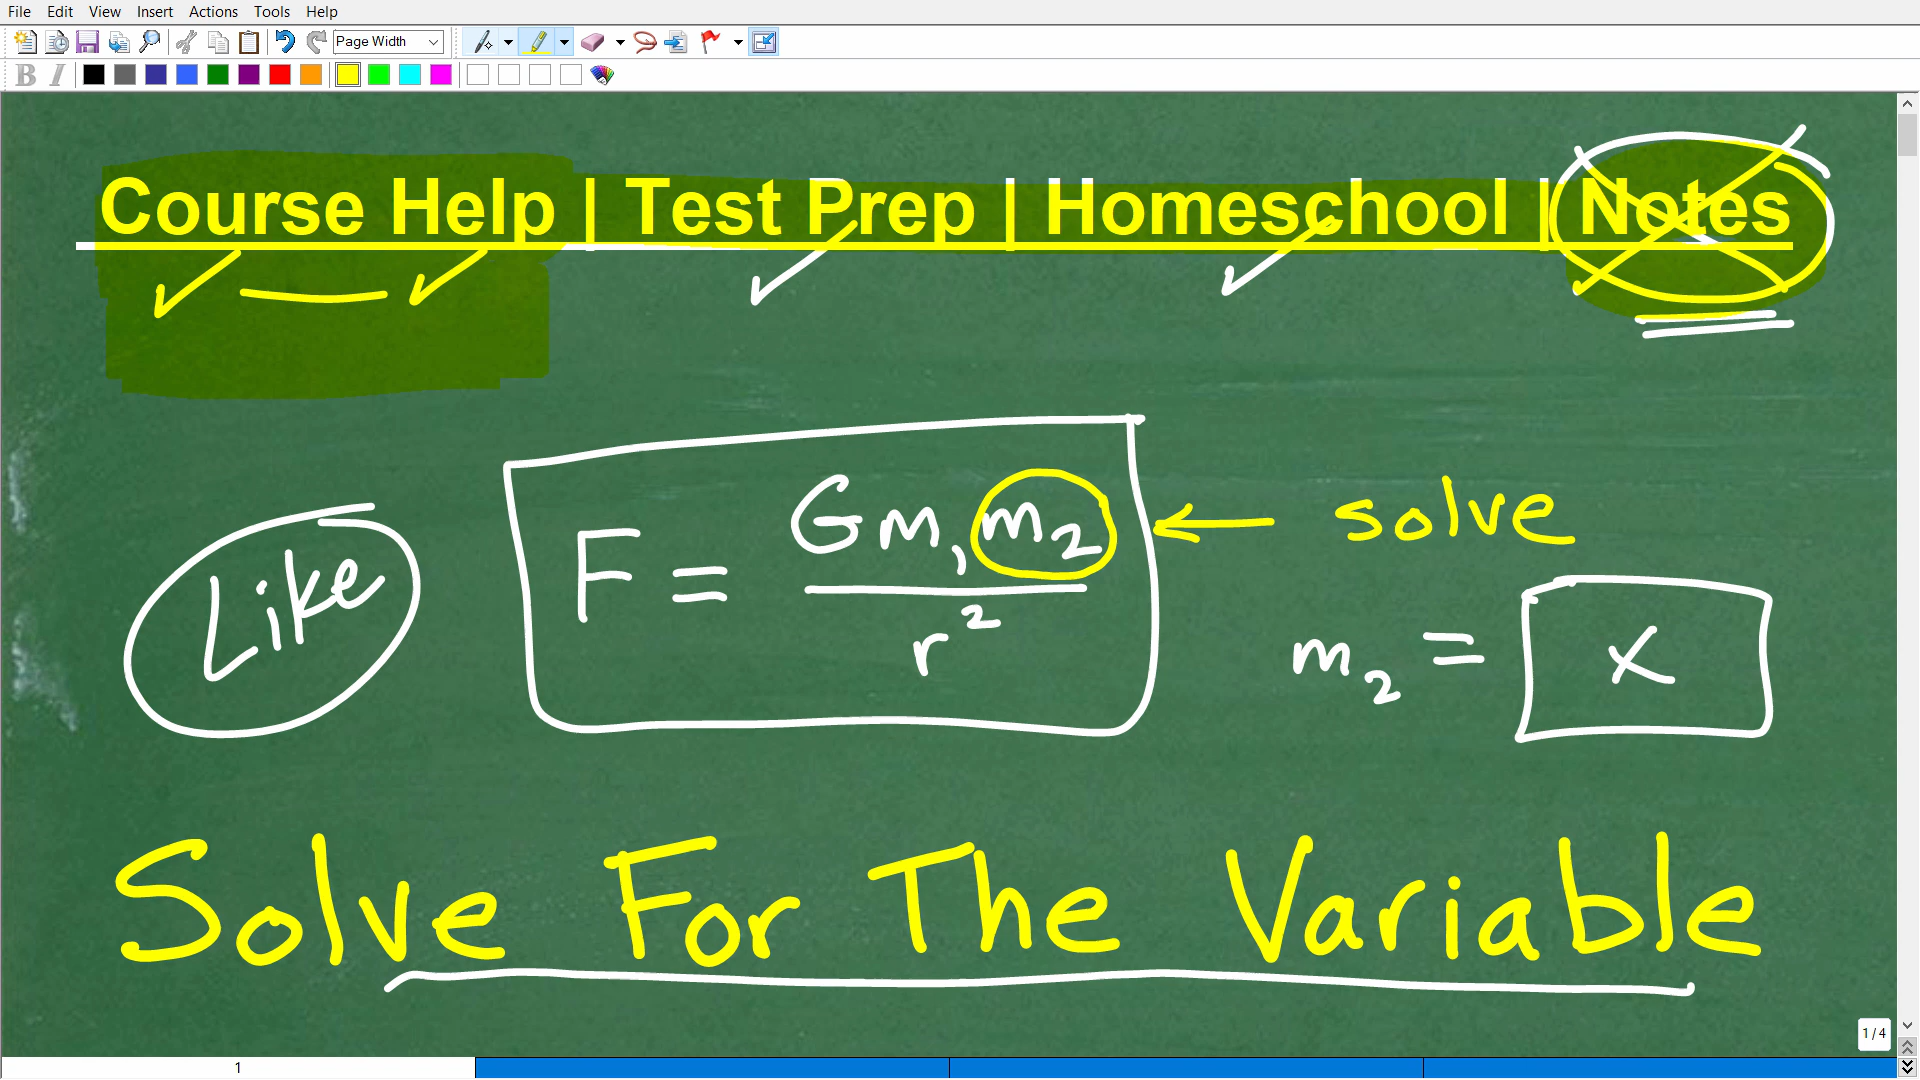 File Edit View Insert Actions Tools Help
Page Width
B I
Course Help | Test Prep | Homeschool | Notes
Like
F = Gm₁m₂ / r²
solve
m₂ = x
Solve For The Variable
1 / 4
1